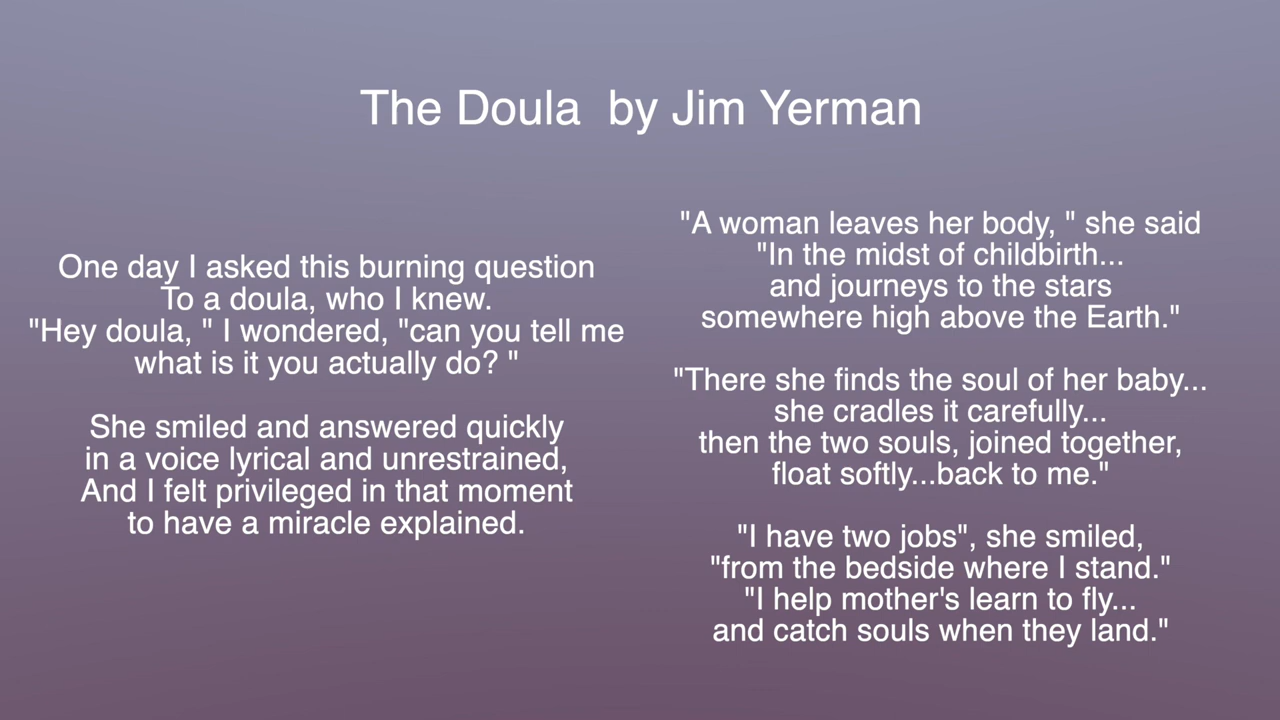 The Doula  by Jim Yerman
One day I asked this burning question
To a doula, who I knew.
"Hey doula, " I wondered, "can you tell me
what is it you actually do? "
She smiled and answered quickly
in a voice lyrical and unrestrained,
And I felt privileged in that moment
to have a miracle explained.
"A woman leaves her body, " she said
"In the midst of childbirth...
and journeys to the stars
somewhere high above the Earth."
"There she finds the soul of her baby...
she cradles it carefully...
then the two souls, joined together,
float softly...back to me."
"I have two jobs", she smiled,
"from the bedside where I stand."
"I help mother's learn to fly...
and catch souls when they land."